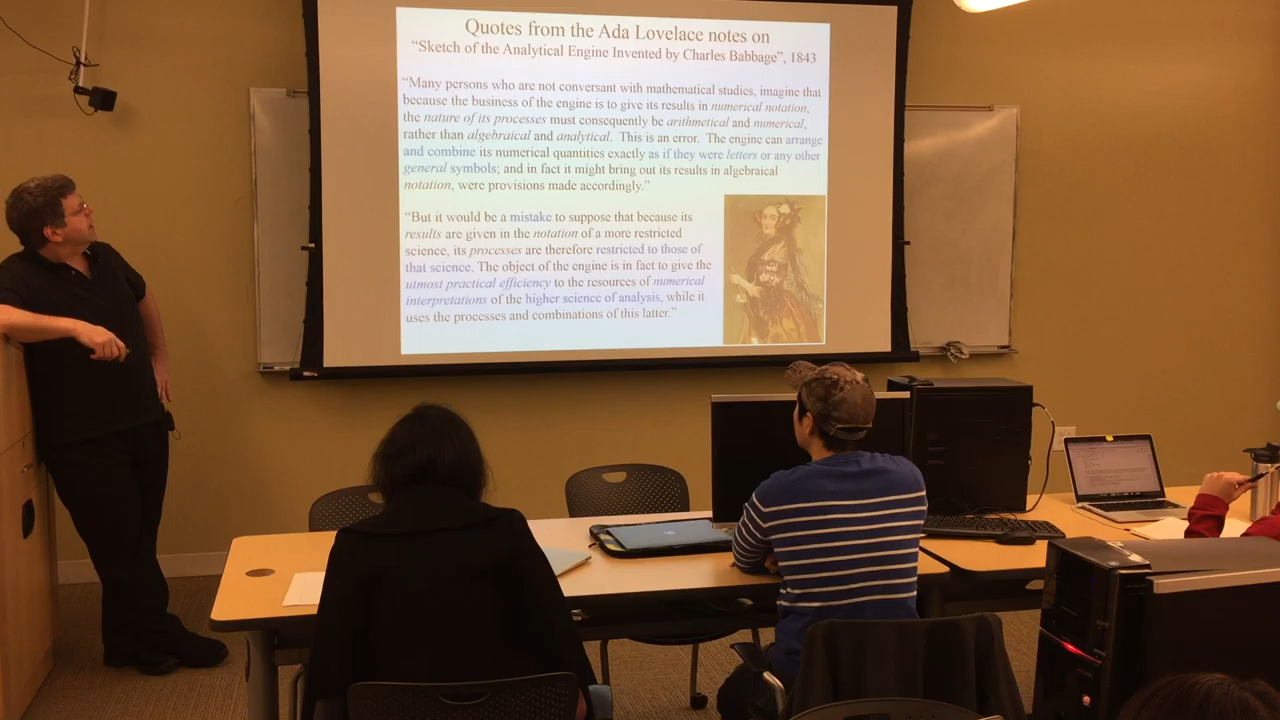 Quotes from the Ada Lovelace notes on
“Sketch of the Analytical Engine Invented by Charles Babbage”, 1843
“Many persons who are not conversant with mathematical studies, imagine that
because the business of the engine is to give its results in numerical notation,
the nature of its processes must consequently be arithmetical and numerical,
rather than algebraical and analytical. This is an error. The engine can arrange
and combine its numerical quantities exactly as if they were letters or any other
general symbols; and in fact it might bring out its results in algebraical
notation, were provisions made accordingly.”
“But it would be a mistake to suppose that because its
results are given in the notation of a more restricted
science, its processes are therefore restricted to those of
that science. The object of the engine is in fact to give the
utmost practical efficiency to the resources of numerical
interpretations of the higher science of analysis, while it
uses the processes and combinations of this latter.”